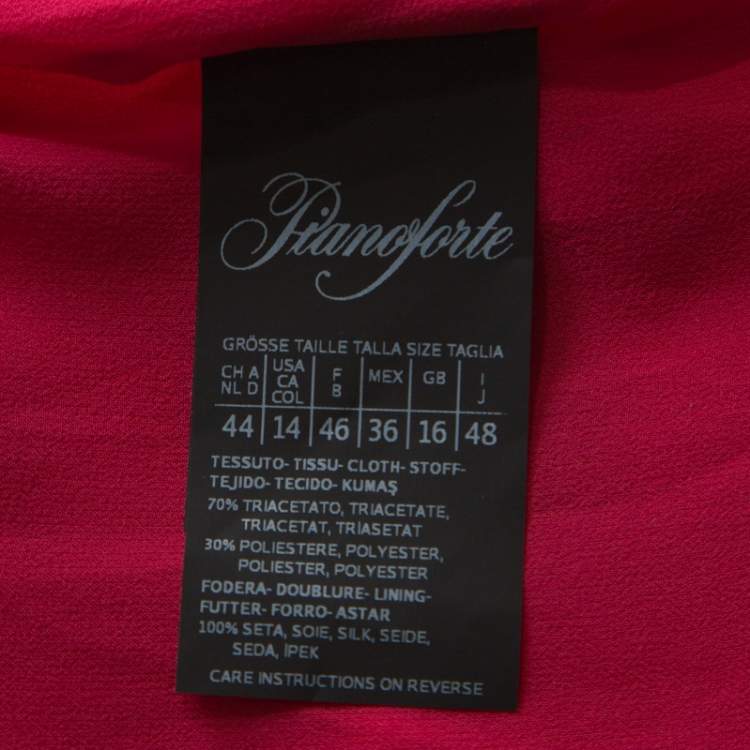 Pianoforte
GRÖSSE TAILLE TALLA SIZE TAGLIA
CH A NL D USA CA COL F B MEX GB I J
44 14 46 36 16 48
TESSUTO- TISSU- CLOTH- STOFF-
TEJIDO- TECIDO- KUMAŞ
70% TRIACETATO, TRIACETATE,
TRIACETAT, TRIASETAT
30% POLIESTERE, POLYESTER,
POLIESTER, POLYESTER
FODERA- DOUBLURE- LINING-
FUTTER- FORRO- ASTAR
100% SETA, SOIE, SILK, SEIDE,
SEDA, İPEK
CARE INSTRUCTIONS ON REVERSE